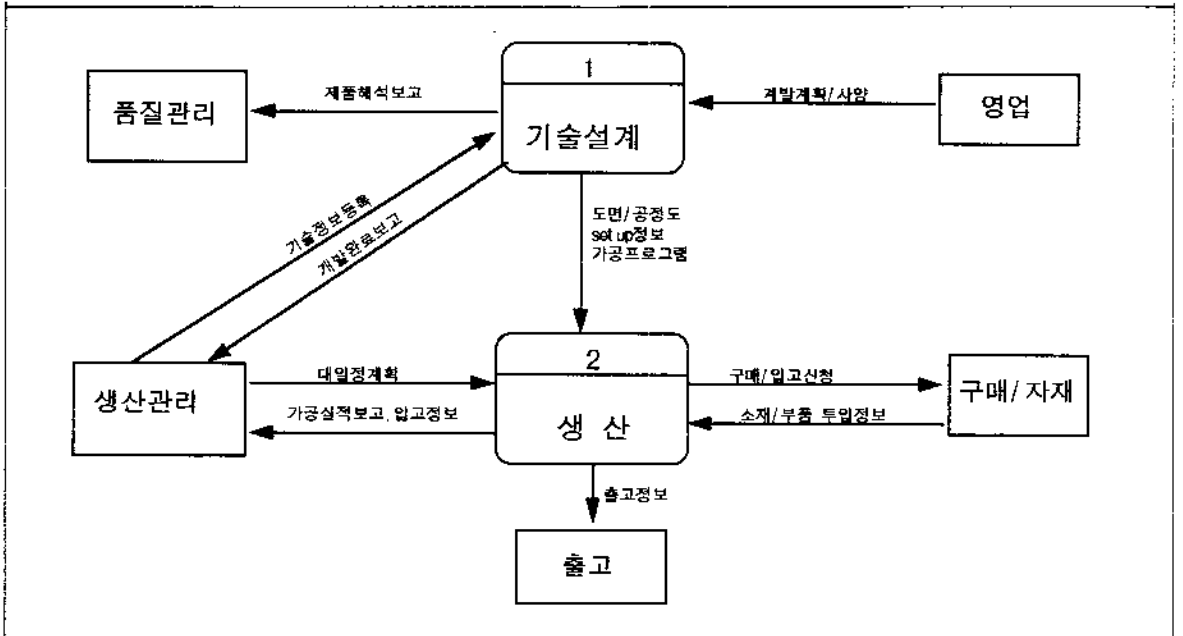 1
품질관리
제품해석보고
기술설계
계발계획/사양
영업
기술정보등록
개발완료보고
도면/공정도
set up정보
가공프로그램
생산관리
대일정계획
가공실적보고, 입고정보
2
생 산
구매/입고신청
소재/부품 투입정보
구매/자재
출고정보
출고